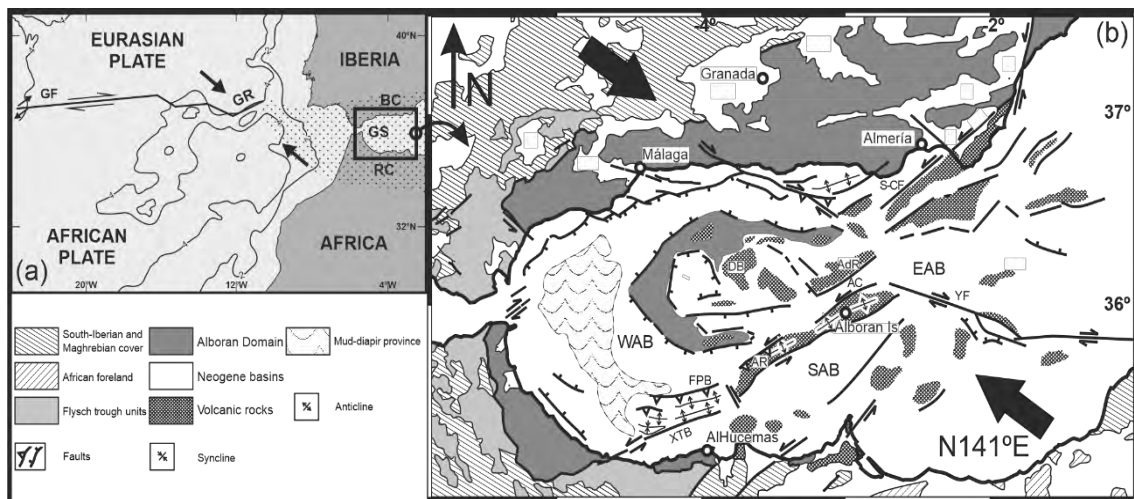 40°N
EURASIAN
PLATE
IBERIA
GF
GR
BC
GS
RC
32°N
AFRICAN
PLATE
AFRICA
(a)
20°W
12°W
4°W
South-Iberian and
Maghrebian cover
Alboran Domain
Mud-diapir province
African foreland
Neogene basins
Flysch trough units
Volcanic rocks
Anticline
Faults
Syncline
4°
2°
(b)
N
Granada
37°
Almería
Málaga
S-CF
DB
AdR
EAB
AC
YF
36°
Alboran Is.
WAB
AR
SAB
FPB
XTB
AlHucemas
N141ºE